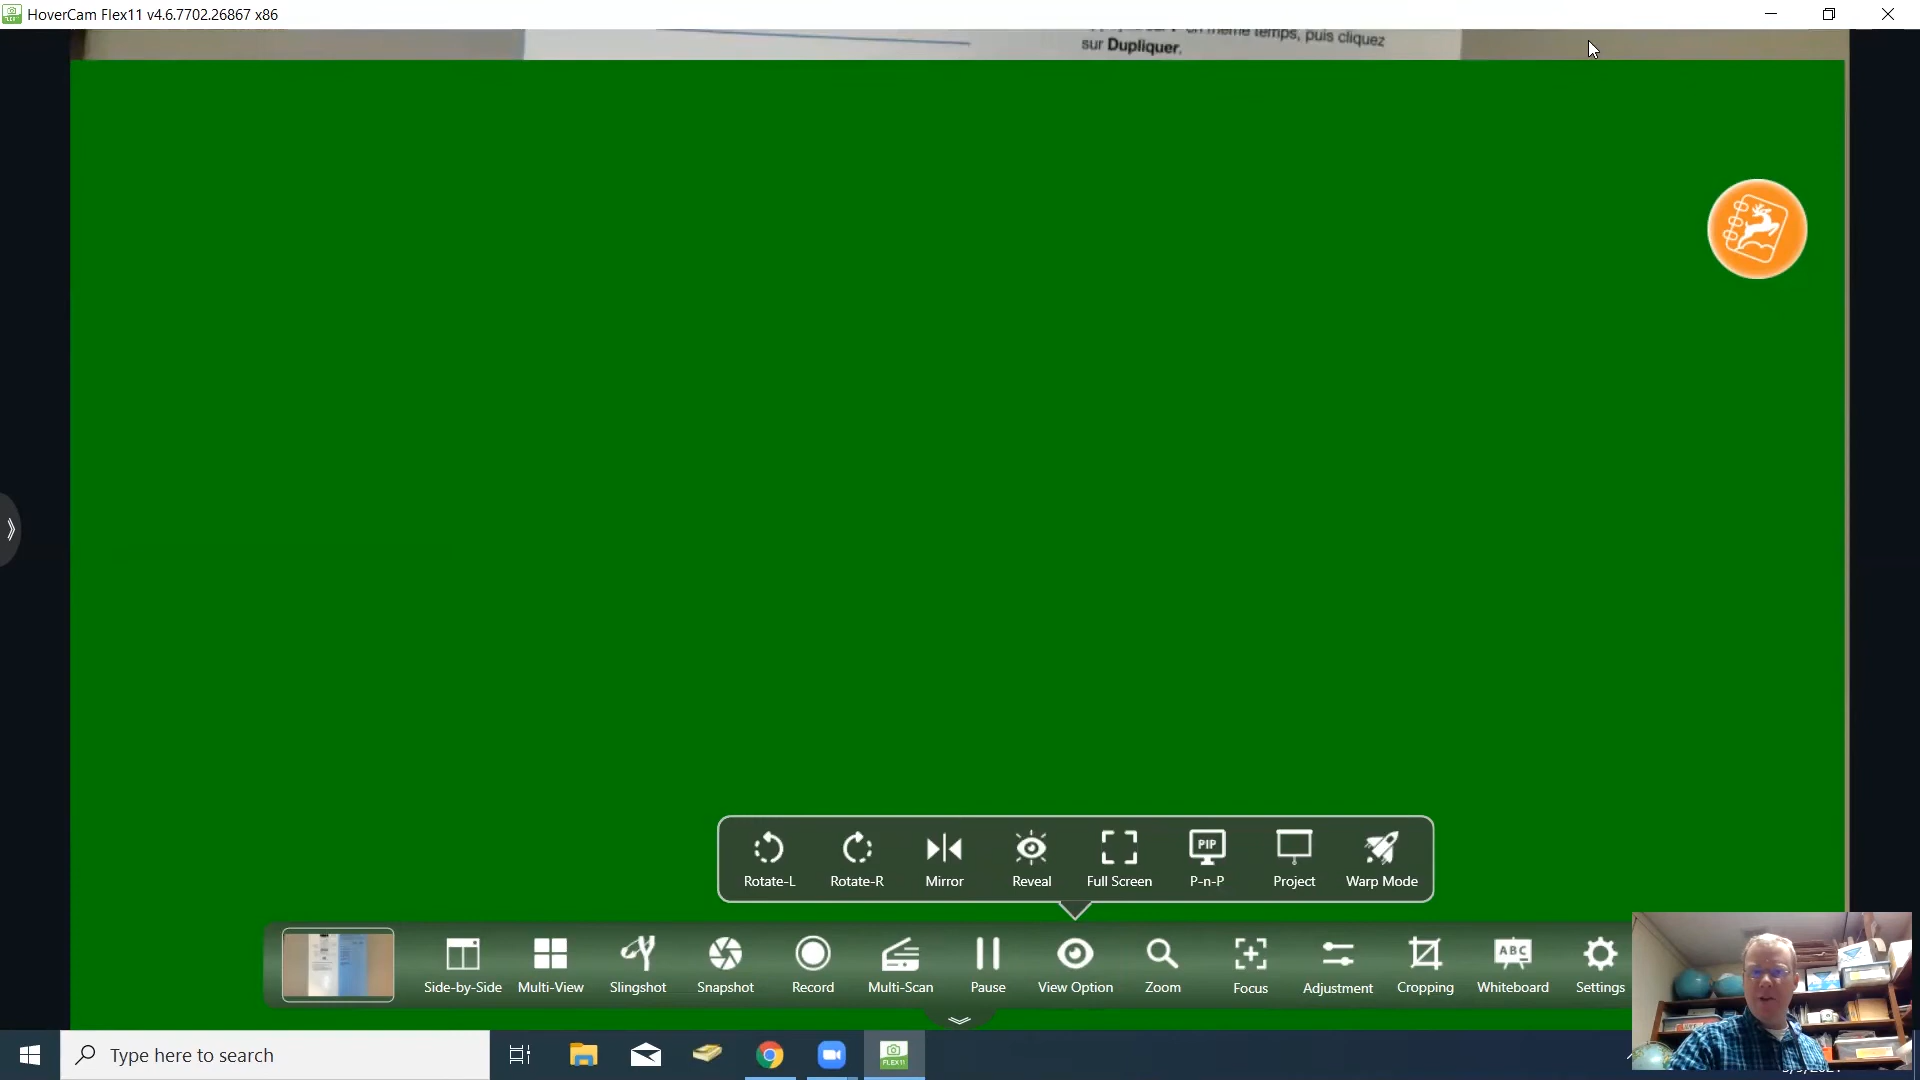 HoverCam Flex11 v4.6.7702.26867 x86
même temps, puis cliquez
sur Dupliquer.
PIP
Rotate-L Rotate-R Mirror Reveal Full Screen P-n-P Project Warp Mode
ABC
Side-by-Side Multi-View Slingshot Snapshot Record Multi-Scan Pause View Option Zoom Focus Adjustment Cropping Whiteboard Settings
Type here to search
FLEX11